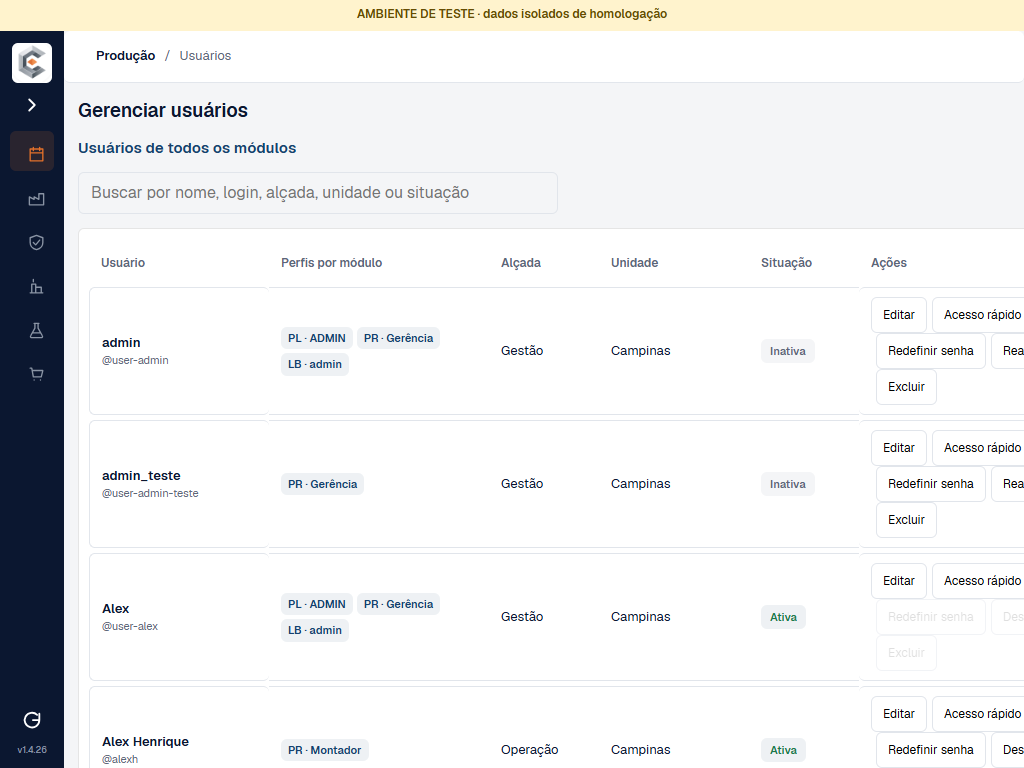 AMBIENTE DE TESTE · dados isolados de homologação
Produção / Usuários
Gerenciar usuários
Usuários de todos os módulos
Buscar por nome, login, alçada, unidade ou situação
Usuário Perfis por módulo Alçada Unidade Situação Ações
admin
@user-admin
PL · ADMIN PR · Gerência
LB · admin
Gestão Campinas Inativa
Editar Acesso rápido
Redefinir senha Rea
Excluir
admin_teste
@user-admin-teste
PR · Gerência
Gestão Campinas Inativa
Editar Acesso rápido
Redefinir senha Rea
Excluir
Alex
@user-alex
PL · ADMIN PR · Gerência
LB · admin
Gestão Campinas Ativa
Editar Acesso rápido
Redefinir senha Des
Excluir
Alex Henrique
@alexh
PR · Montador
Operação Campinas Ativa
Editar Acesso rápido
Redefinir senha Des
v1.4.26